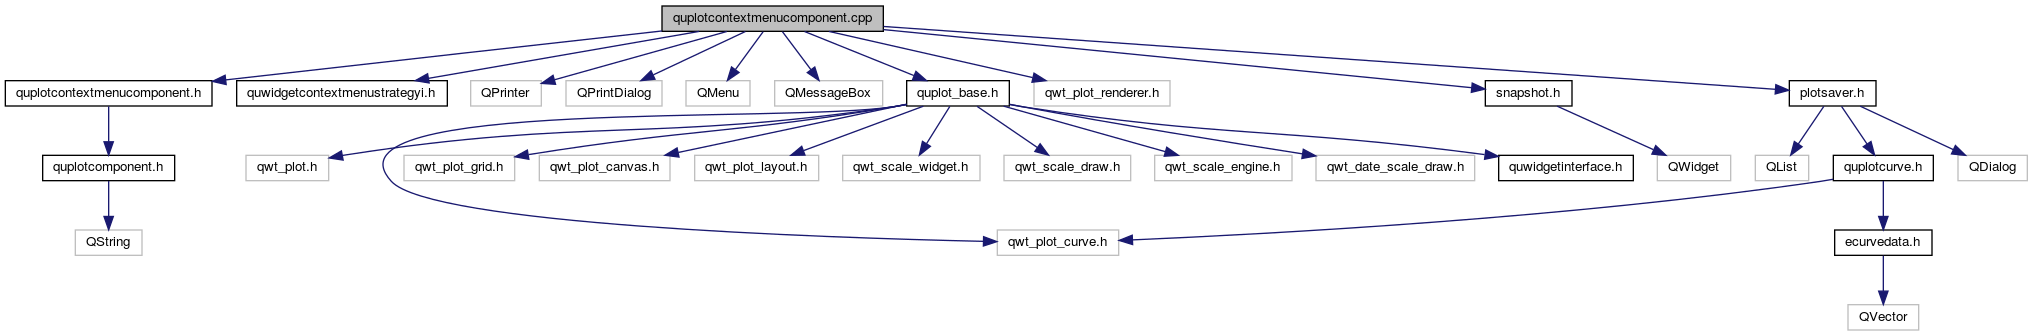 quplotcontextmenucomponent.cpp
quplotcontextmenucomponent.h
quwidgetcontextmenustrategyi.h
QPrinter
QPrintDialog
QMenu
QMessageBox
quplot_base.h
qwt_plot_renderer.h
snapshot.h
plotsaver.h
quplotcomponent.h
qwt_plot.h
qwt_plot_grid.h
qwt_plot_canvas.h
qwt_plot_layout.h
qwt_scale_widget.h
qwt_scale_draw.h
qwt_scale_engine.h
qwt_date_scale_draw.h
quwidgetinterface.h
QWidget
QList
quplotcurve.h
QDialog
QString
qwt_plot_curve.h
ecurvedata.h
QVector